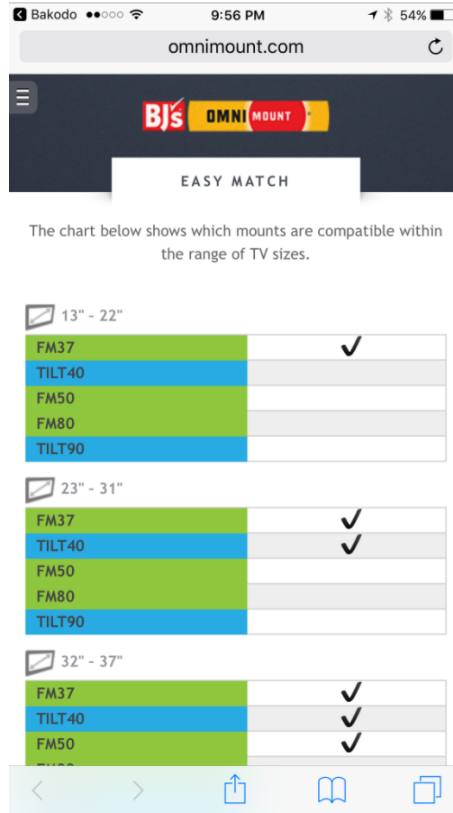 Bakodo 9:56 PM 54%
omnimount.com
BJ's OMNI MOUNT
EASY MATCH
The chart below shows which mounts are compatible within
the range of TV sizes.
13" - 22"
FM37
TILT40
FM50
FM80
TILT90
23" - 31"
FM37
TILT40
FM50
FM80
TILT90
32" - 37"
FM37
TILT40
FM50